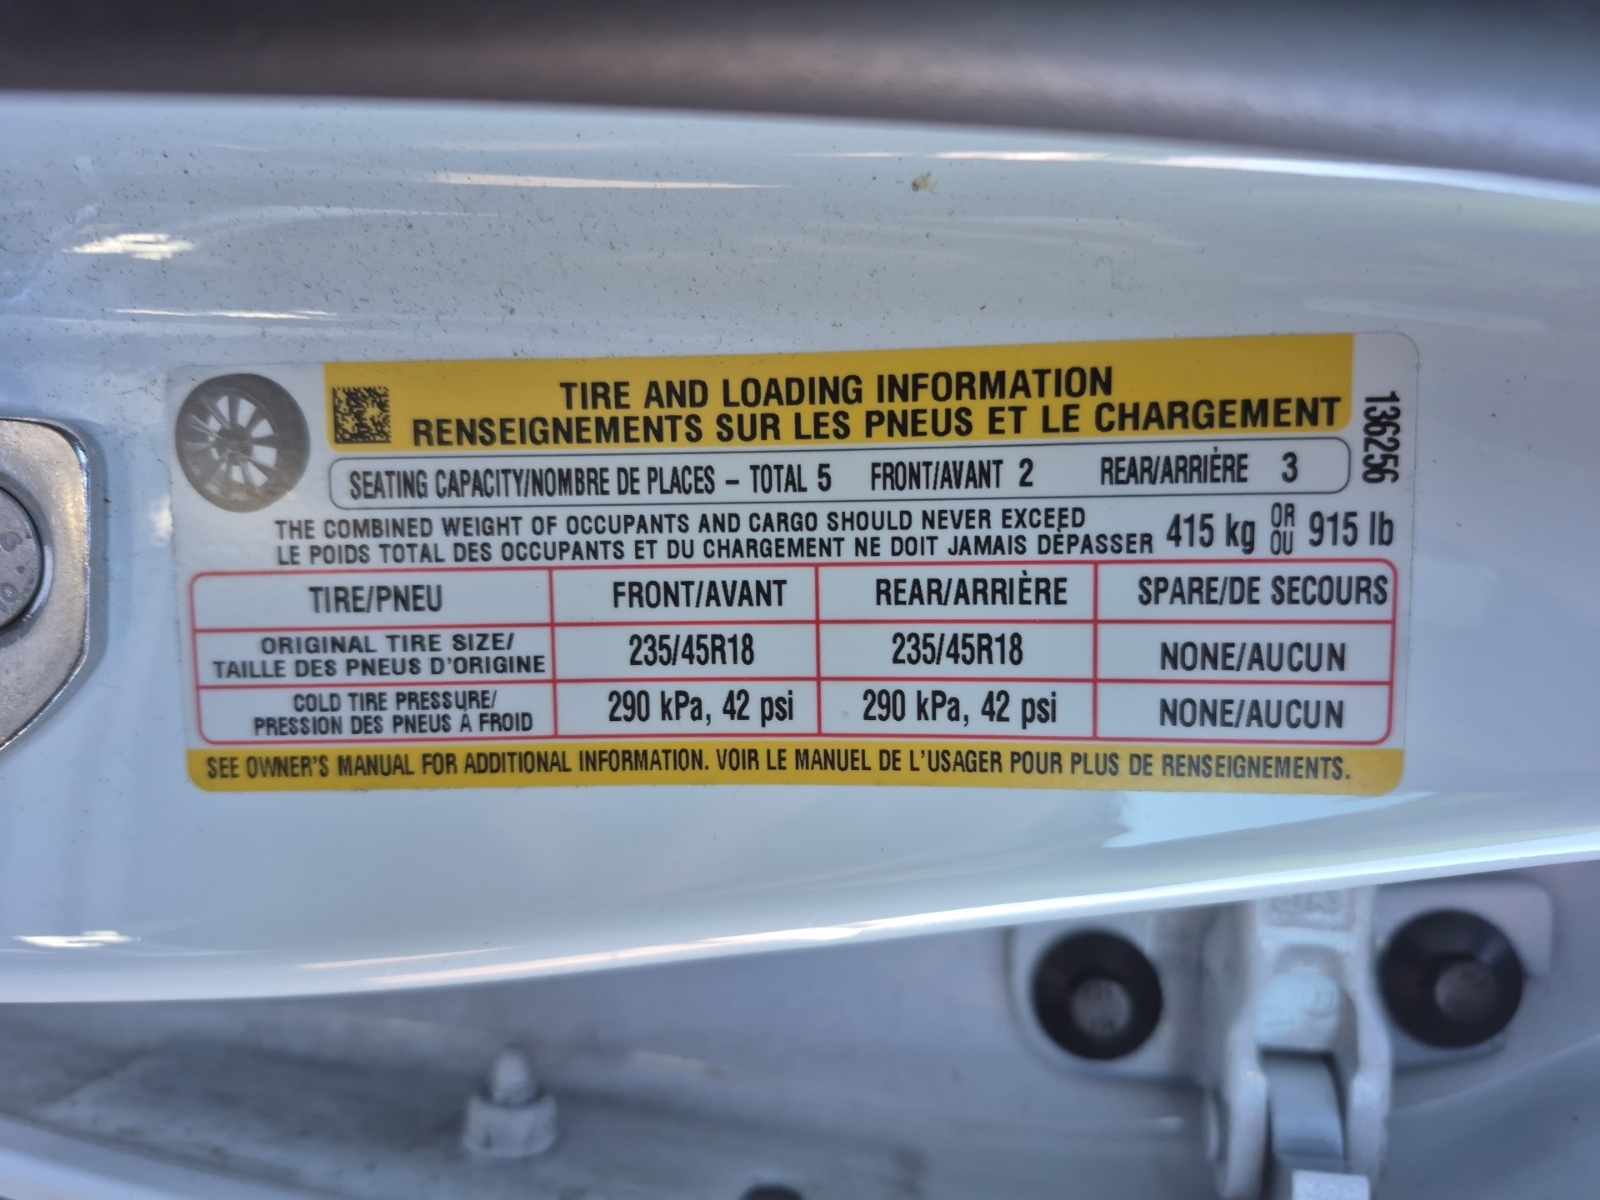 TIRE AND LOADING INFORMATION
RENSEIGNEMENTS SUR LES PNEUS ET LE CHARGEMENT
136256
SEATING CAPACITY/NOMBRE DE PLACES – TOTAL 5 FRONT/AVANT 2 REAR/ARRIÈRE 3
THE COMBINED WEIGHT OF OCCUPANTS AND CARGO SHOULD NEVER EXCEED
LE POIDS TOTAL DES OCCUPANTS ET DU CHARGEMENT NE DOIT JAMAIS DÉPASSER
415 kg OR OU 915 lb
TIRE/PNEU FRONT/AVANT REAR/ARRIÈRE SPARE/DE SECOURS
ORIGINAL TIRE SIZE/
TAILLE DES PNEUS D'ORIGINE 235/45R18 235/45R18 NONE/AUCUN
COLD TIRE PRESSURE/
PRESSION DES PNEUS À FROID 290 kPa, 42 psi 290 kPa, 42 psi NONE/AUCUN
SEE OWNER'S MANUAL FOR ADDITIONAL INFORMATION. VOIR LE MANUEL DE L'USAGER POUR PLUS DE RENSEIGNEMENTS.